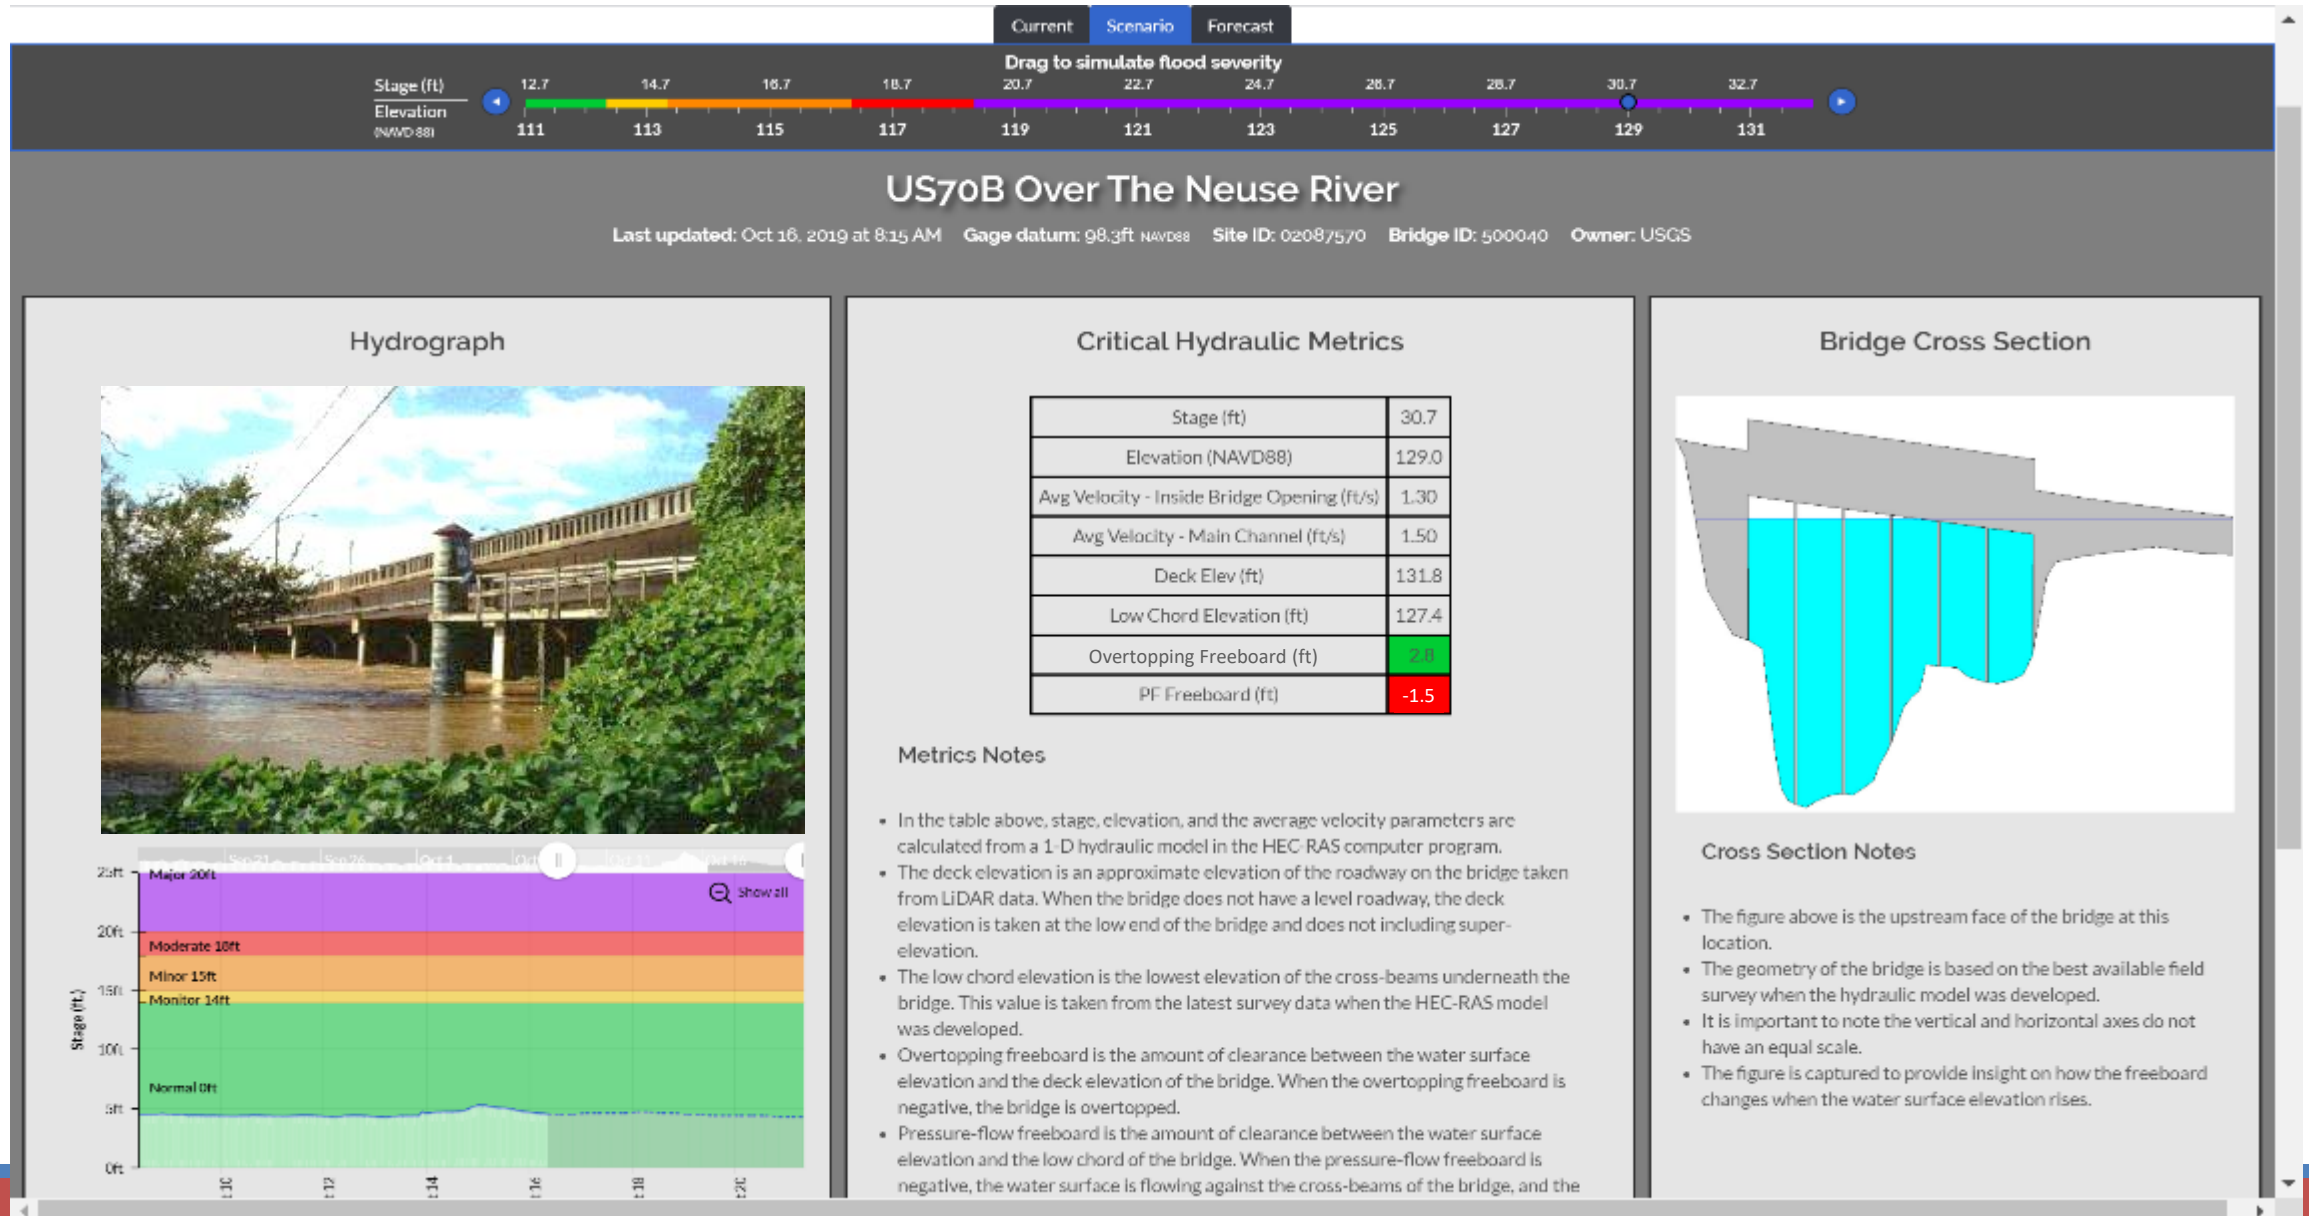 Current Scenario Forecast
Drag to simulate flood severity
Stage (ft) 12.7 14.7 16.7 18.7 20.7 22.7 24.7 26.7 28.7 30.7 32.7
Elevation
(NAVD 88) 111 113 115 117 119 121 123 125 127 129 131
US70B Over The Neuse River
Last updated: Oct 16, 2019 at 8:15 AM Gage datum: 98.3ft NAVD88 Site ID: 02087570 Bridge ID: 500040 Owner: USGS
Hydrograph
Sep 21 Sep 26 Oct 1 Oct Oct 11 Oct 16
Show all
25ft
Major 20ft
20ft
Moderate 18ft
Minor 15ft
15ft
Monitor 14ft
Stage (ft.)
10ft
Normal 0ft
5ft
0ft
t 10 t 12 t 14 t 16 t 18 t 20
Critical Hydraulic Metrics
Stage (ft) 30.7
Elevation (NAVD88) 129.0
Avg Velocity - Inside Bridge Opening (ft/s) 1.30
Avg Velocity - Main Channel (ft/s) 1.50
Deck Elev (ft) 131.8
Low Chord Elevation (ft) 127.4
Overtopping Freeboard (ft) 2.8
PF Freeboard (ft) -1.5
Metrics Notes
• In the table above, stage, elevation, and the average velocity parameters are
calculated from a 1-D hydraulic model in the HEC-RAS computer program.
• The deck elevation is an approximate elevation of the roadway on the bridge taken
from LiDAR data. When the bridge does not have a level roadway, the deck
elevation is taken at the low end of the bridge and does not including super-
elevation.
• The low chord elevation is the lowest elevation of the cross-beams underneath the
bridge. This value is taken from the latest survey data when the HEC-RAS model
was developed.
• Overtopping freeboard is the amount of clearance between the water surface
elevation and the deck elevation of the bridge. When the overtopping freeboard is
negative, the bridge is overtopped.
• Pressure-flow freeboard is the amount of clearance between the water surface
elevation and the low chord of the bridge. When the pressure-flow freeboard is
negative, the water surface is flowing against the cross-beams of the bridge, and the
Bridge Cross Section
Cross Section Notes
• The figure above is the upstream face of the bridge at this
location.
• The geometry of the bridge is based on the best available field
survey when the hydraulic model was developed.
• It is important to note the vertical and horizontal axes do not
have an equal scale.
• The figure is captured to provide insight on how the freeboard
changes when the water surface elevation rises.